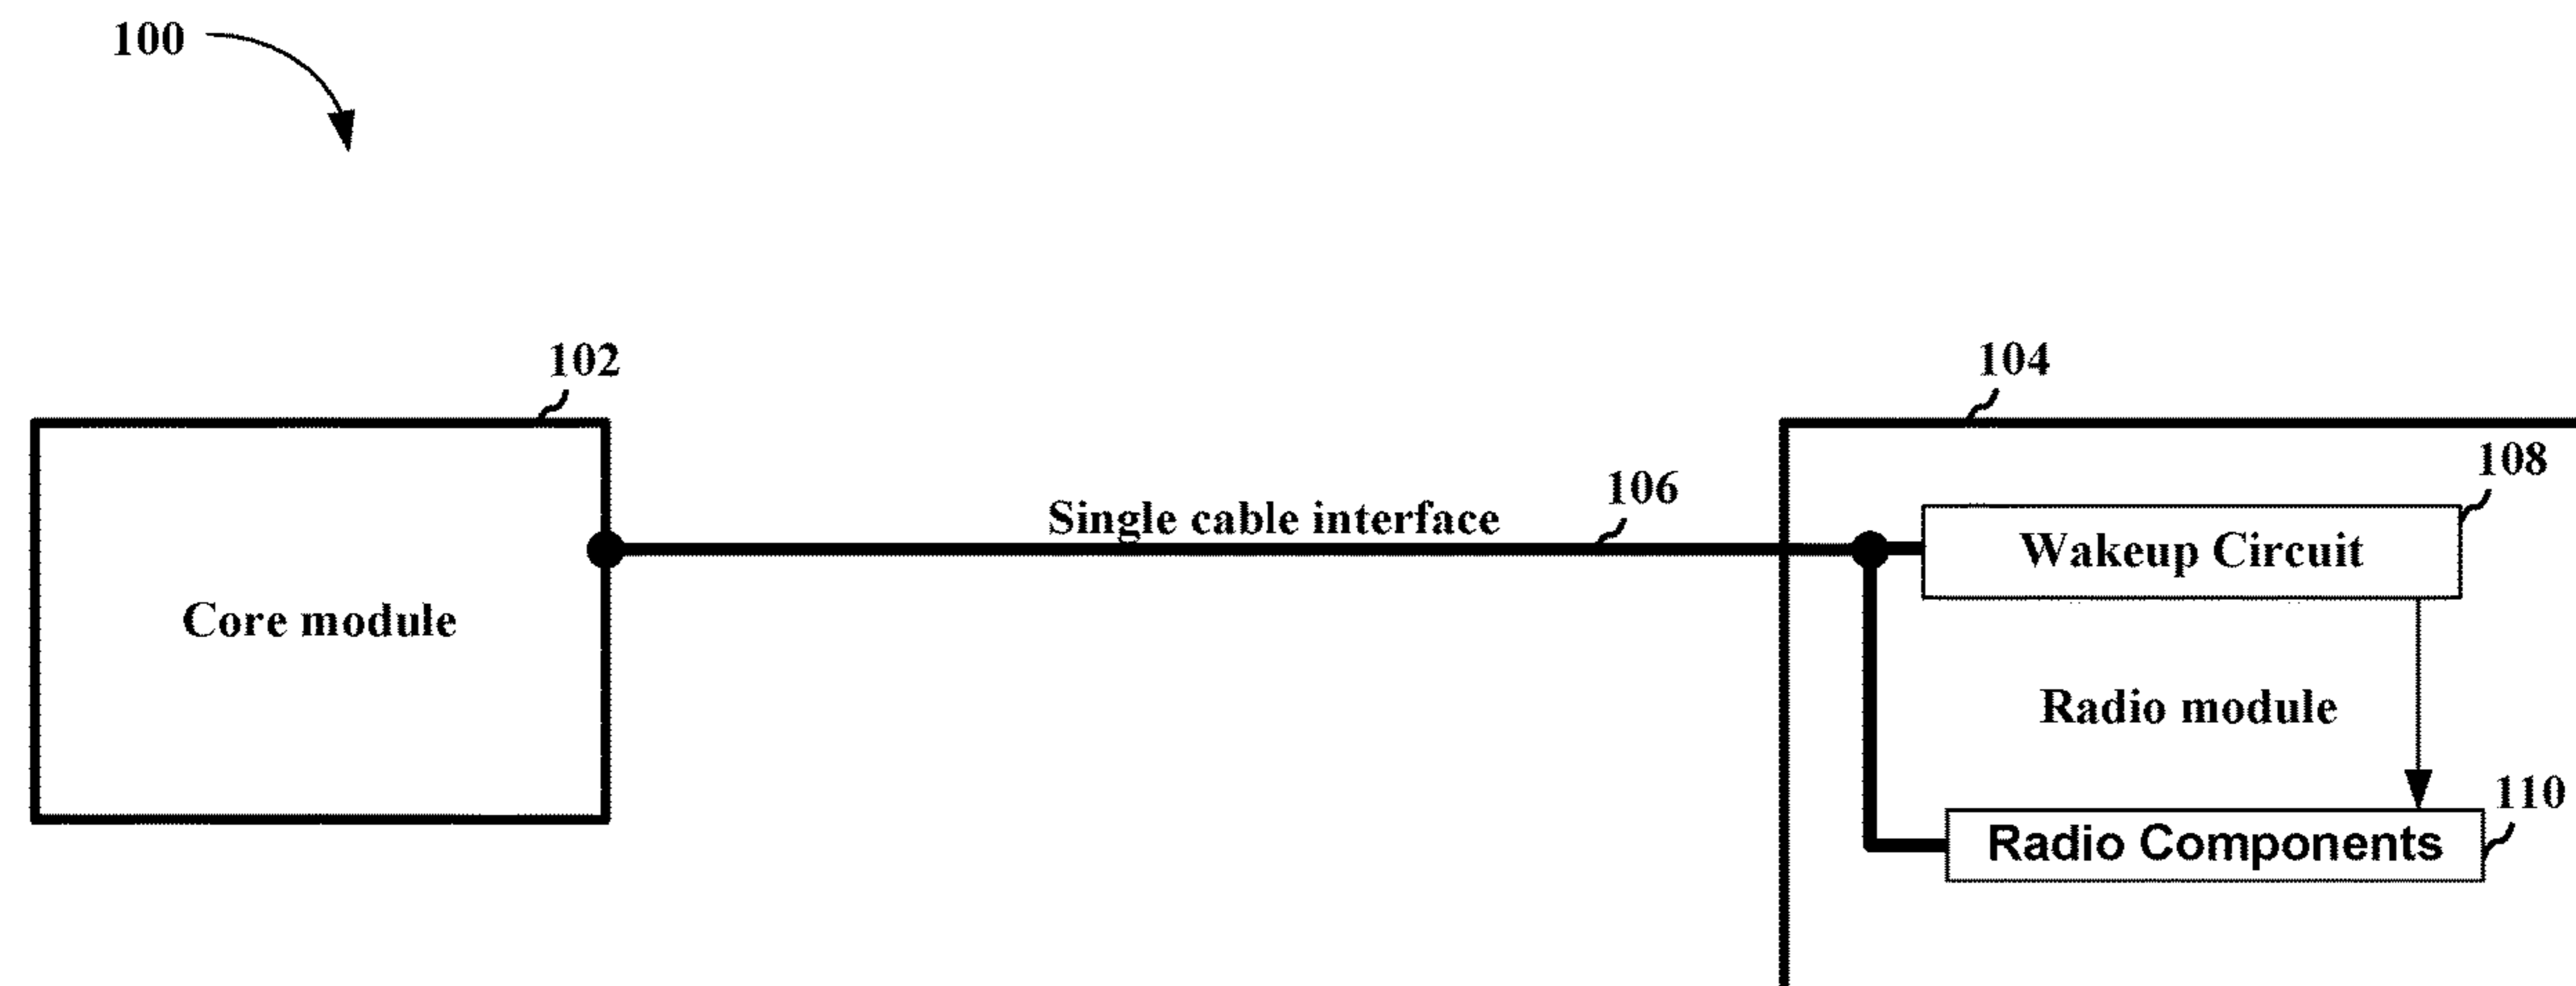 100
102
104
108
106
Single cable interface
Wakeup Circuit
Core module
Radio module
110
Radio Components